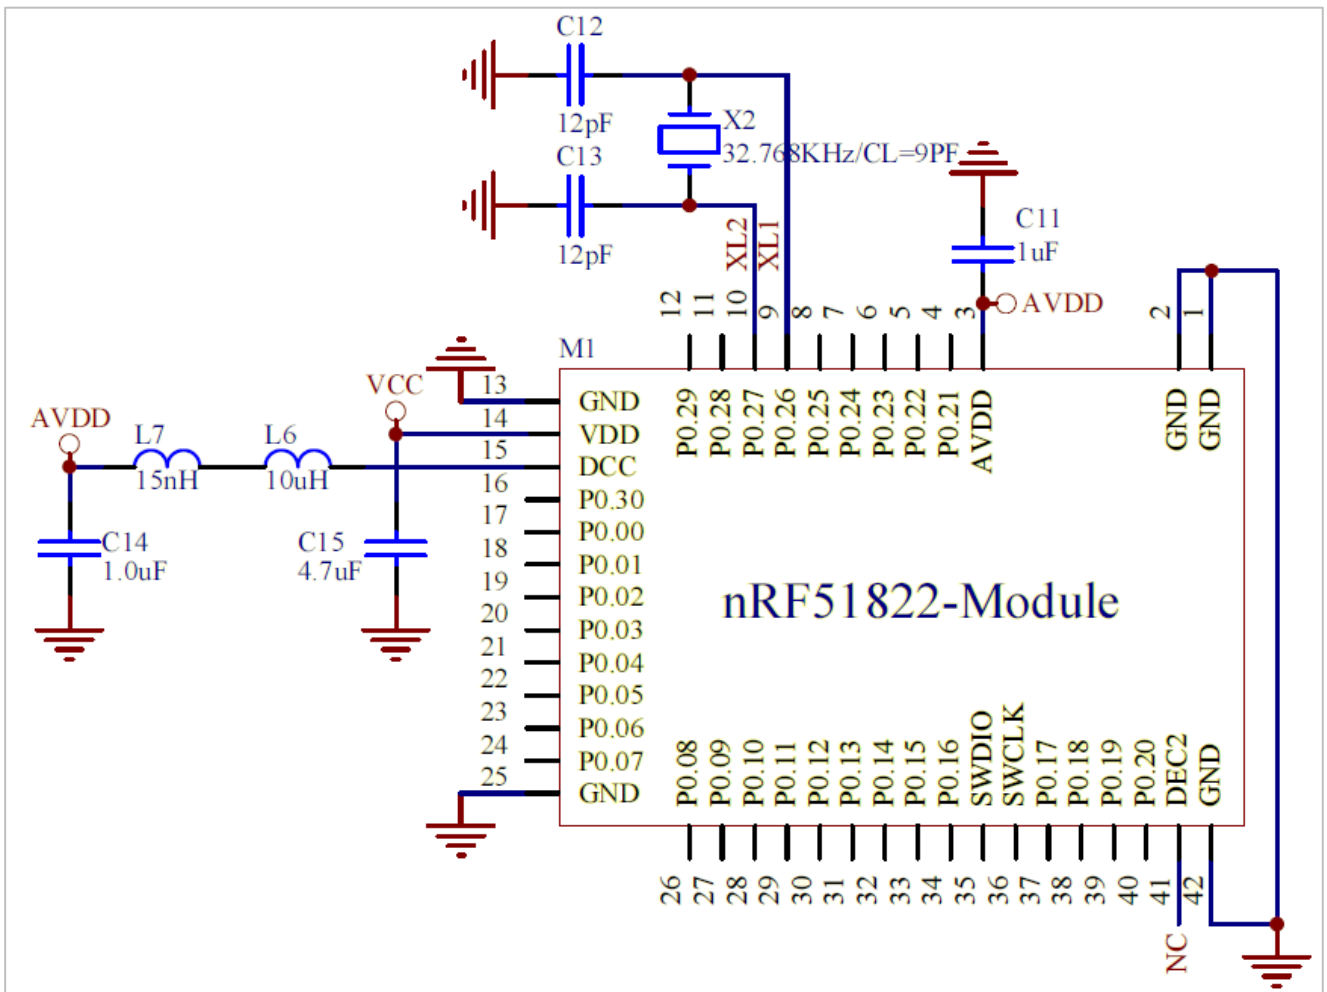 C12
12pF
X2
32.768KHz/CL=9PF
C13
12pF
XL2
XL1
C11
1uF
AVDD
12
11
10
9
8
7
6
5
4
3
2
1
M1
P0.29
P0.28
P0.27
P0.26
P0.25
P0.24
P0.23
P0.22
P0.21
AVDD
GND
GND
VCC
AVDD
L7
15nH
L6
10uH
C14
1.0uF
C15
4.7uF
13 GND
14 VDD
15 DCC
16 P0.30
17 P0.00
18 P0.01
19 P0.02
20 P0.03
21 P0.04
22 P0.05
23 P0.06
24 P0.07
25 GND
nRF51822-Module
P0.08
P0.09
P0.10
P0.11
P0.12
P0.13
P0.14
P0.15
P0.16
SWDIO
SWCLK
P0.17
P0.18
P0.19
P0.20
DEC2
GND
26
27
28
29
30
31
32
33
34
35
36
37
38
39
40
41
42
NC